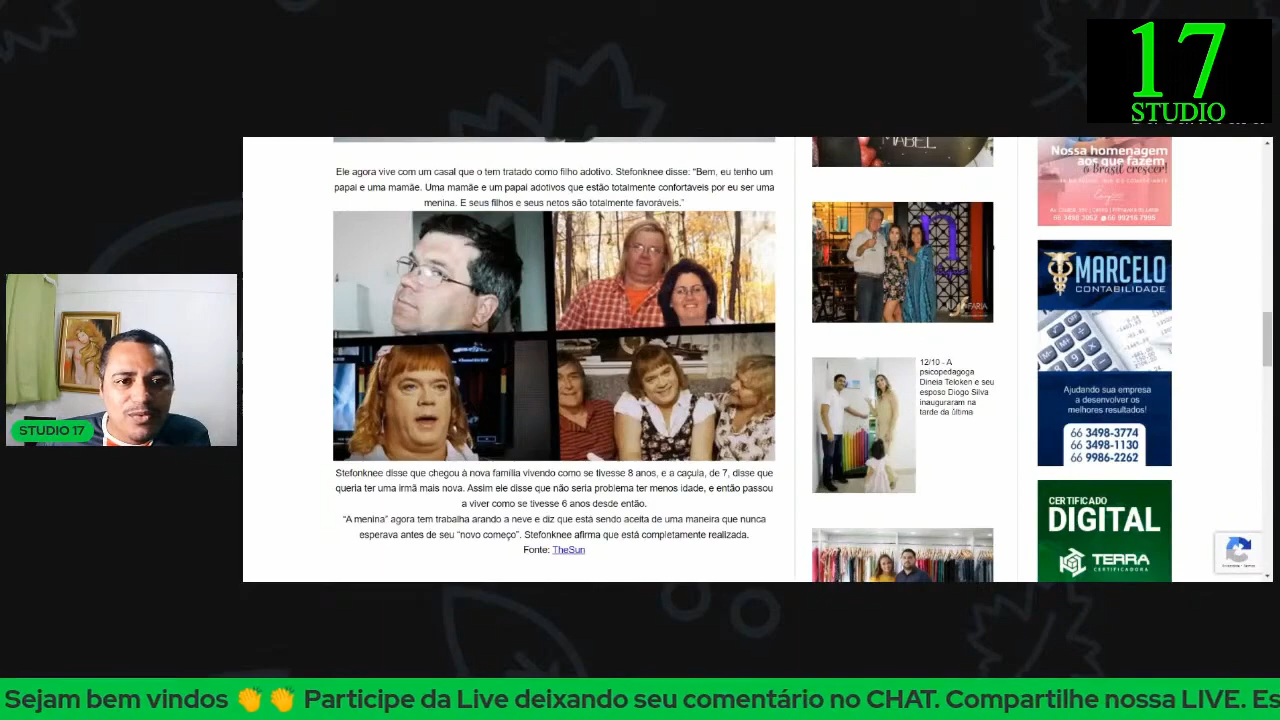 17
STUDIO
Ele agora vive com um casal que o tem tratado como filho adotivo. Stefonknee disse: “Bem, eu tenho um
papai e uma mamãe. Uma mamãe e um papai adotivos que estão totalmente confortáveis por eu ser uma
menina. E seus filhos e seus netos são totalmente favoráveis.”
Stefonknee disse que chegou à nova família vivendo como se tivesse 8 anos, e a caçula, de 7, disse que
queria ter uma irmã mais nova. Assim ele disse que não seria problema ter menos idade, e então passou
a viver como se tivesse 6 anos desde então.
“A menina” agora tem trabalha arando a neve e diz que está sendo aceita de uma maneira que nunca
esperava antes de seu “novo começo”. Stefonknee afirma que está completamente realizada.
Fonte: TheSun
MABEL
12/10 - A
psicopedagoga
Dineia Teloken e seu
esposo Diogo Silva
inauguraram na
tarde da última
Nossa homenagem
aos que fazem
o Brasil crescer!
66 3498 3062 66 99216 7995
MARCELO
CONTABILIDADE
Ajudando sua empresa
a desenvolver os
melhores resultados!
66 3498-3774
66 3498-1130
66 9986-2262
CERTIFICADO
DIGITAL
TERRA
CERTIFICADORA
STUDIO 17
Sejam bem vindos 👏 👏 Participe da Live deixando seu comentário no CHAT. Compartilhe nossa LIVE. Es